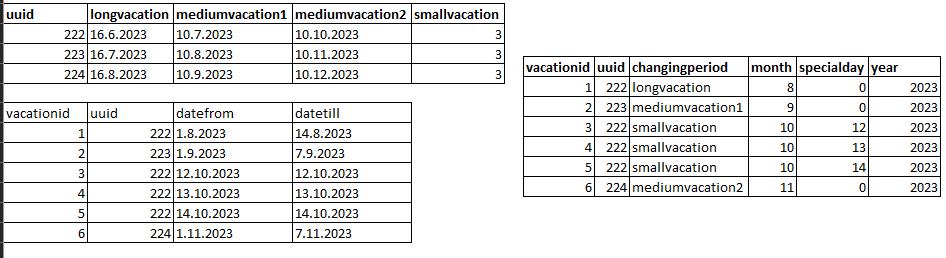 uuid longvacation mediumvacation1 mediumvacation2 smallvacation
222 16.6.2023 10.7.2023 10.10.2023 3
223 16.7.2023 10.8.2023 10.11.2023 3
224 16.8.2023 10.9.2023 10.12.2023 3
vacationid uuid datefrom datetill
1 222 1.8.2023 14.8.2023
2 223 1.9.2023 7.9.2023
3 222 12.10.2023 12.10.2023
4 222 13.10.2023 13.10.2023
5 222 14.10.2023 14.10.2023
6 224 1.11.2023 7.11.2023
vacationid uuid changingperiod month specialday year
1 222 longvacation 8 0 2023
2 223 mediumvacation1 9 0 2023
3 222 smallvacation 10 12 2023
4 222 smallvacation 10 13 2023
5 222 smallvacation 10 14 2023
6 224 mediumvacation2 11 0 2023